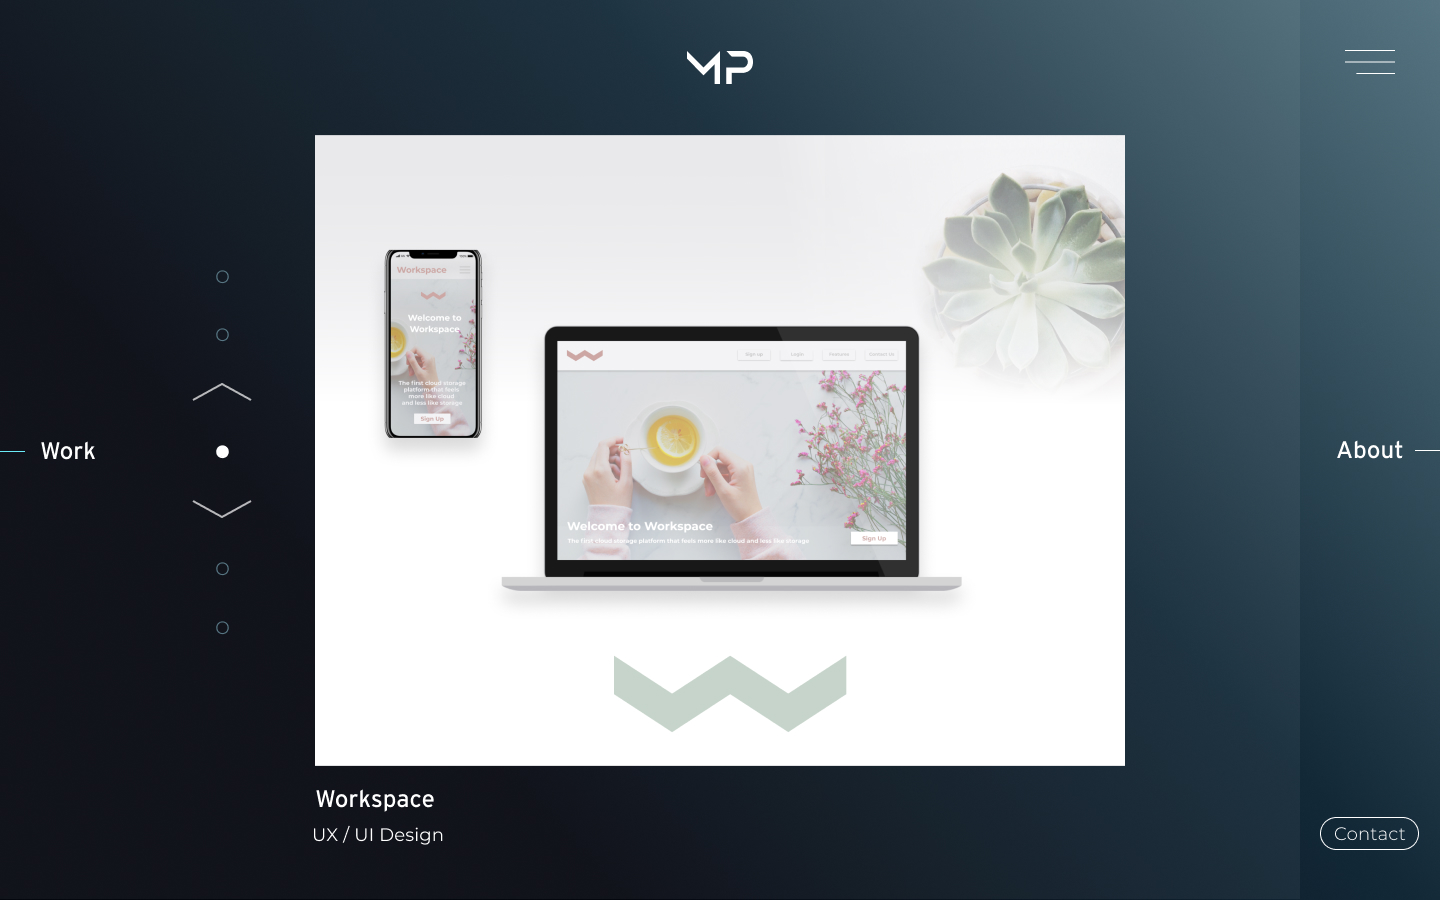 MP
Workspace
Welcome to
Workspace
The first cloud storage
platform that feels
more like cloud
and less like storage
Sign Up
Sign up
Login
Features
Contact Us
Welcome to Workspace
The first cloud storage platform that feels more like cloud and less like storage
Sign Up
Work
About
Workspace
UX / UI Design
Contact